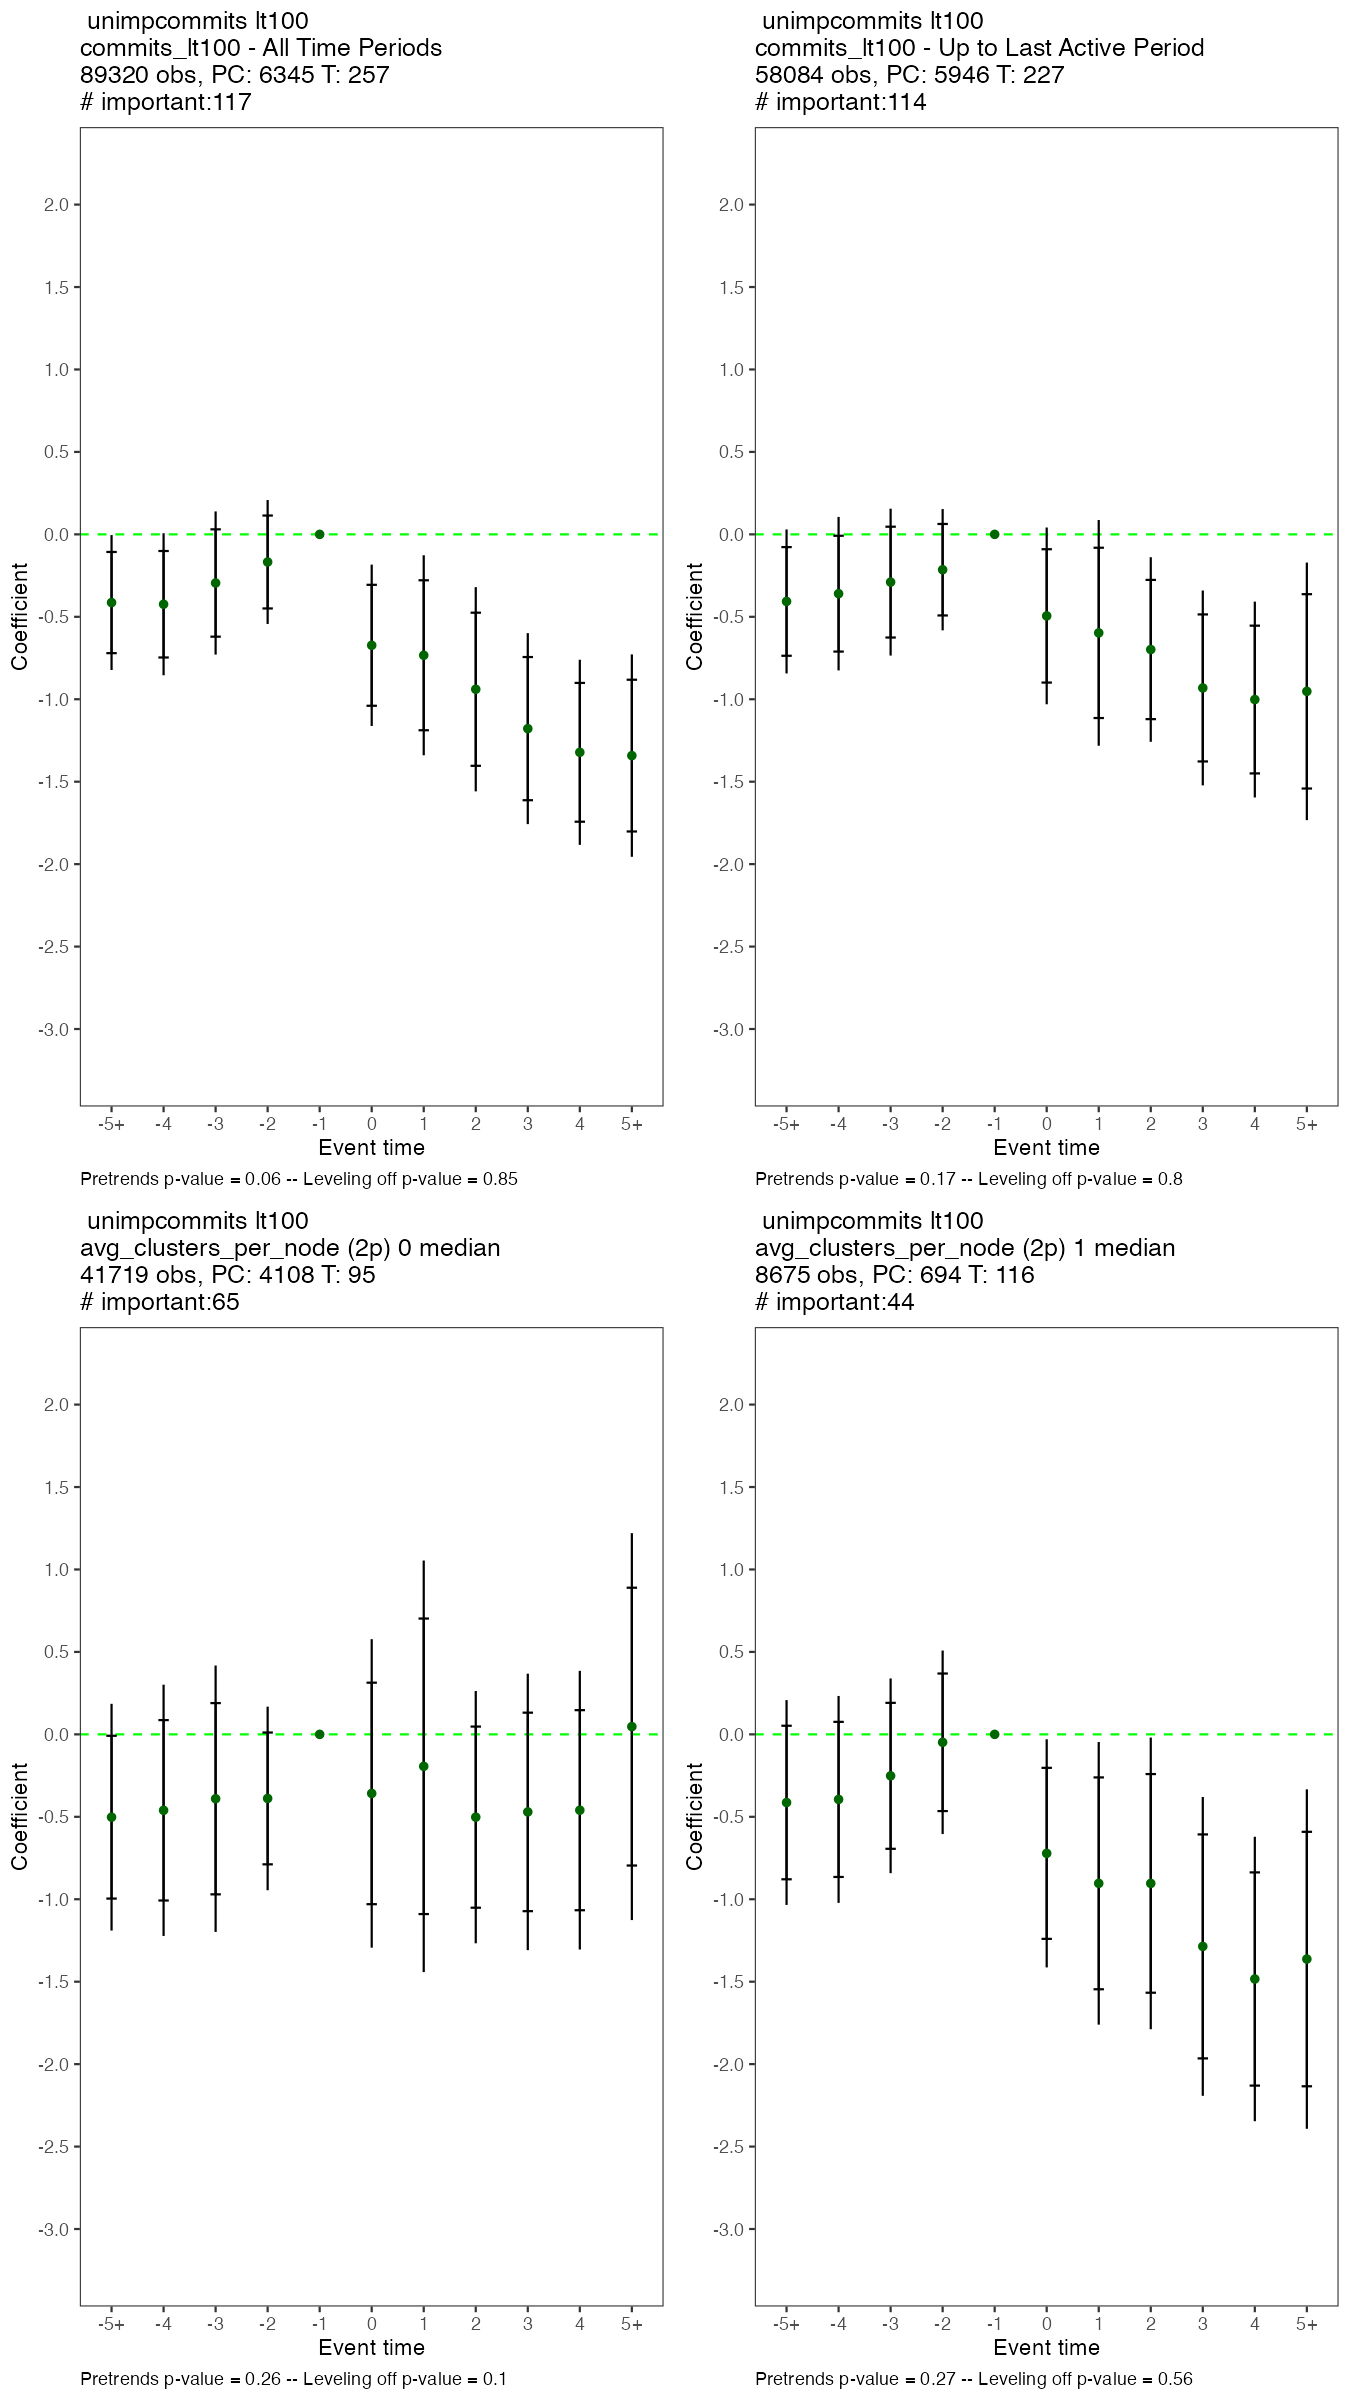 unimpcommits lt100
commits_lt100 - All Time Periods
89320 obs, PC: 6345 T: 257
# important:117
2.0
1.5
1.0
0.5
0.0
-0.5
-1.0
-1.5
-2.0
-2.5
-3.0
Coefficient
-5+ -4 -3 -2 -1 0 1 2 3 4 5+
Event time
Pretrends p-value = 0.06 -- Leveling off p-value = 0.85
unimpcommits lt100
commits_lt100 - Up to Last Active Period
58084 obs, PC: 5946 T: 227
# important:114
2.0
1.5
1.0
0.5
0.0
-0.5
-1.0
-1.5
-2.0
-2.5
-3.0
Coefficient
-5+ -4 -3 -2 -1 0 1 2 3 4 5+
Event time
Pretrends p-value = 0.17 -- Leveling off p-value = 0.8
unimpcommits lt100
avg_clusters_per_node (2p) 0 median
41719 obs, PC: 4108 T: 95
# important:65
2.0
1.5
1.0
0.5
0.0
-0.5
-1.0
-1.5
-2.0
-2.5
-3.0
Coefficient
-5+ -4 -3 -2 -1 0 1 2 3 4 5+
Event time
Pretrends p-value = 0.26 -- Leveling off p-value = 0.1
unimpcommits lt100
avg_clusters_per_node (2p) 1 median
8675 obs, PC: 694 T: 116
# important:44
2.0
1.5
1.0
0.5
0.0
-0.5
-1.0
-1.5
-2.0
-2.5
-3.0
Coefficient
-5+ -4 -3 -2 -1 0 1 2 3 4 5+
Event time
Pretrends p-value = 0.27 -- Leveling off p-value = 0.56